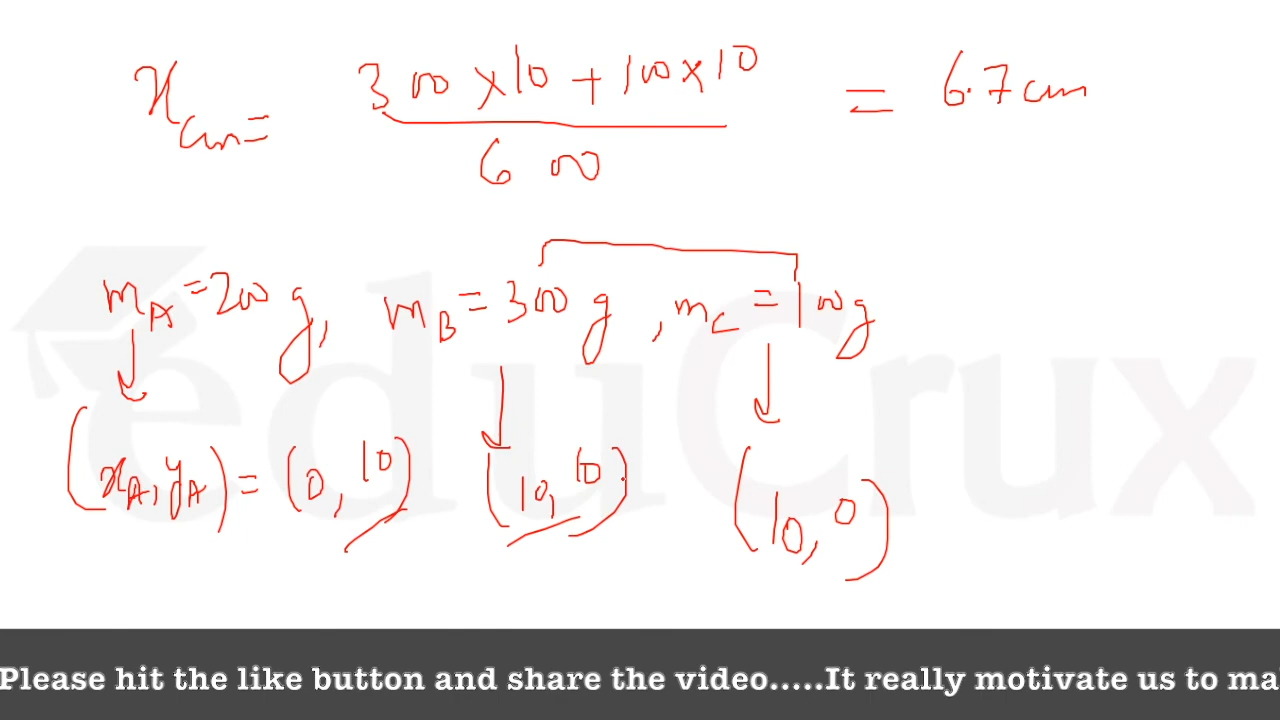 x_cm = (300 × 10 + 100 × 10) / 600 = 6.7 cm
m_A = 200 g, m_B = 300 g, m_C = 100 g
(x_A, y_A) = (0, 10) (10, 10) (10, 0)
eduCrux
Please hit the like button and share the video.....It really motivate us to ma